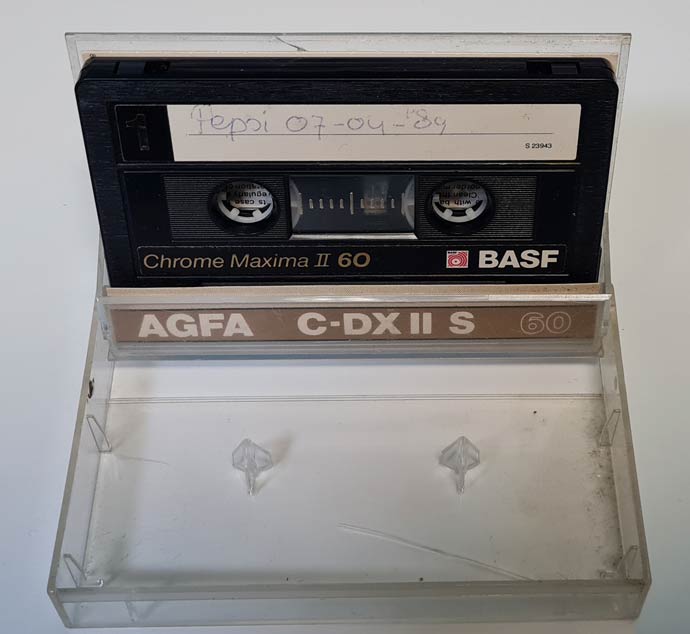 1
Pepsi 07-04-'89
S 23943
Chrome Maxima II 60
BASF
AGFA C-DX II S 60